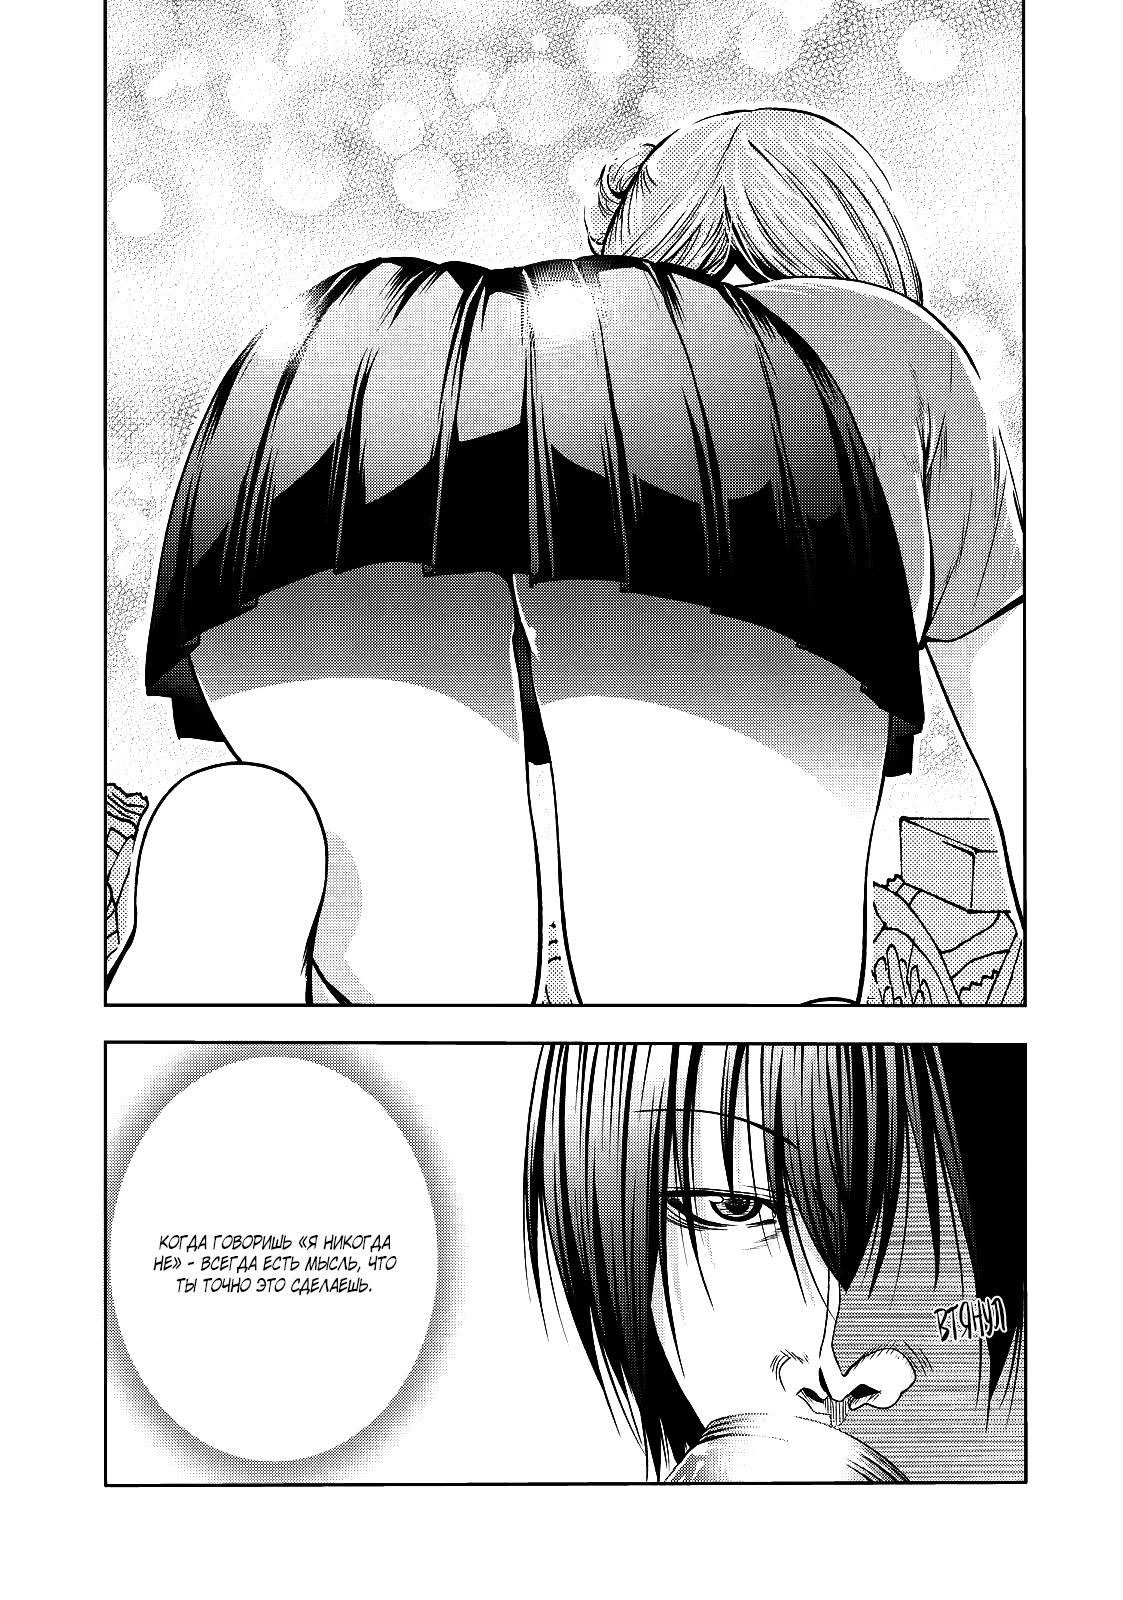 КОГДА ГОВОРИШЬ «Я НИКОГДА
НЕ» - ВСЕГДА ЕСТЬ МЫСЛЬ, ЧТО
ТЫ ТОЧНО ЭТО СДЕЛАЕШЬ.
ВТЯНУЛ